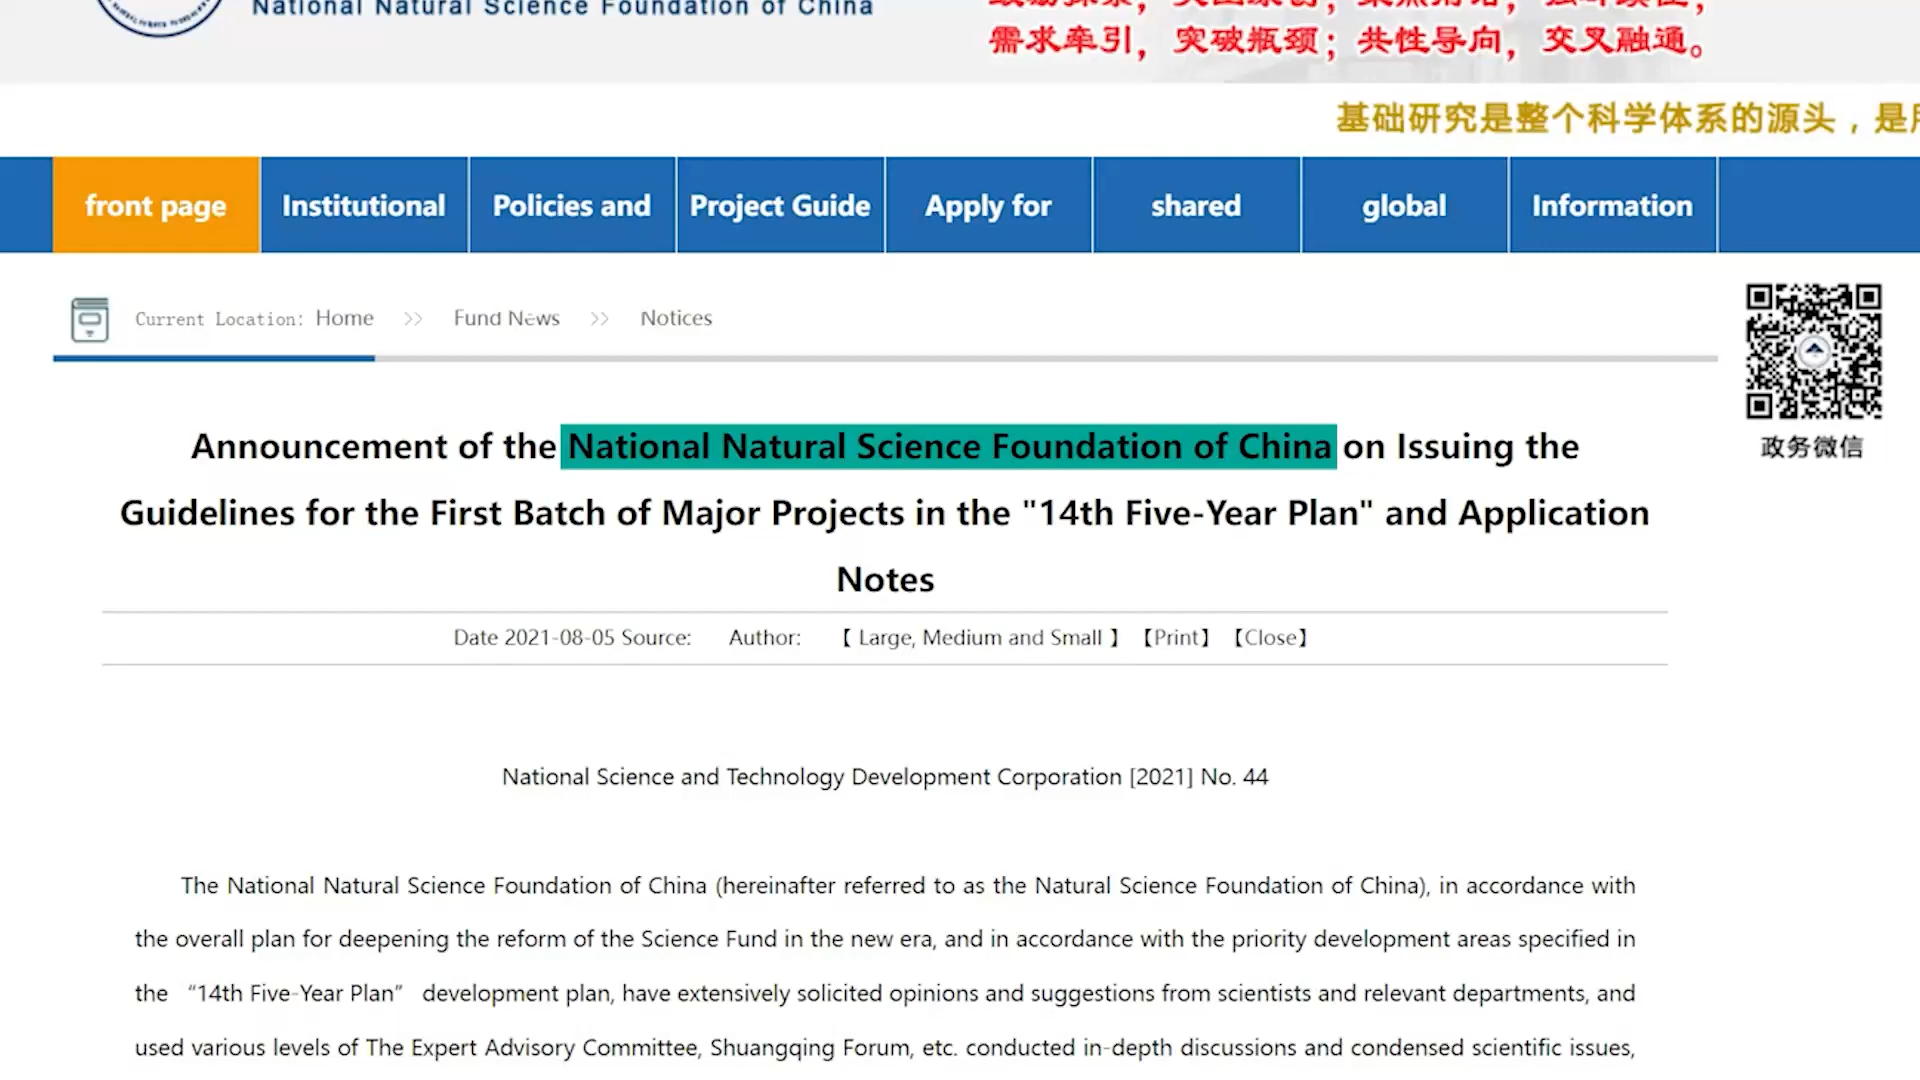 National Natural Science Foundation of China
需求牵引，突破瓶颈；共性导向，交叉融通。
基础研究是整个科学体系的源头，是
front page
Institutional
Policies and
Project Guide
Apply for
shared
global
Information
Current Location: Home >> Fund News >> Notices
政务微信
Announcement of the National Natural Science Foundation of China on Issuing the
Guidelines for the First Batch of Major Projects in the "14th Five-Year Plan" and Application
Notes
Date 2021-08-05 Source: Author: 【 Large, Medium and Small 】 【Print】 【Close】
National Science and Technology Development Corporation [2021] No. 44
The National Natural Science Foundation of China (hereinafter referred to as the Natural Science Foundation of China), in accordance with
the overall plan for deepening the reform of the Science Fund in the new era, and in accordance with the priority development areas specified in
the “14th Five-Year Plan” development plan, have extensively solicited opinions and suggestions from scientists and relevant departments, and
used various levels of The Expert Advisory Committee, Shuangqing Forum, etc. conducted in-depth discussions and condensed scientific issues,